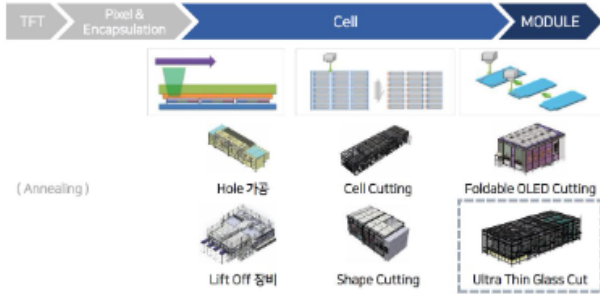 TFT
Pixel &
Encapsulation
Cell
MODULE
(Annealing)
Hole 가공
Cell Cutting
Foldable OLED Cutting
Lift Off 장비
Shape Cutting
Ultra Thin Glass Cut